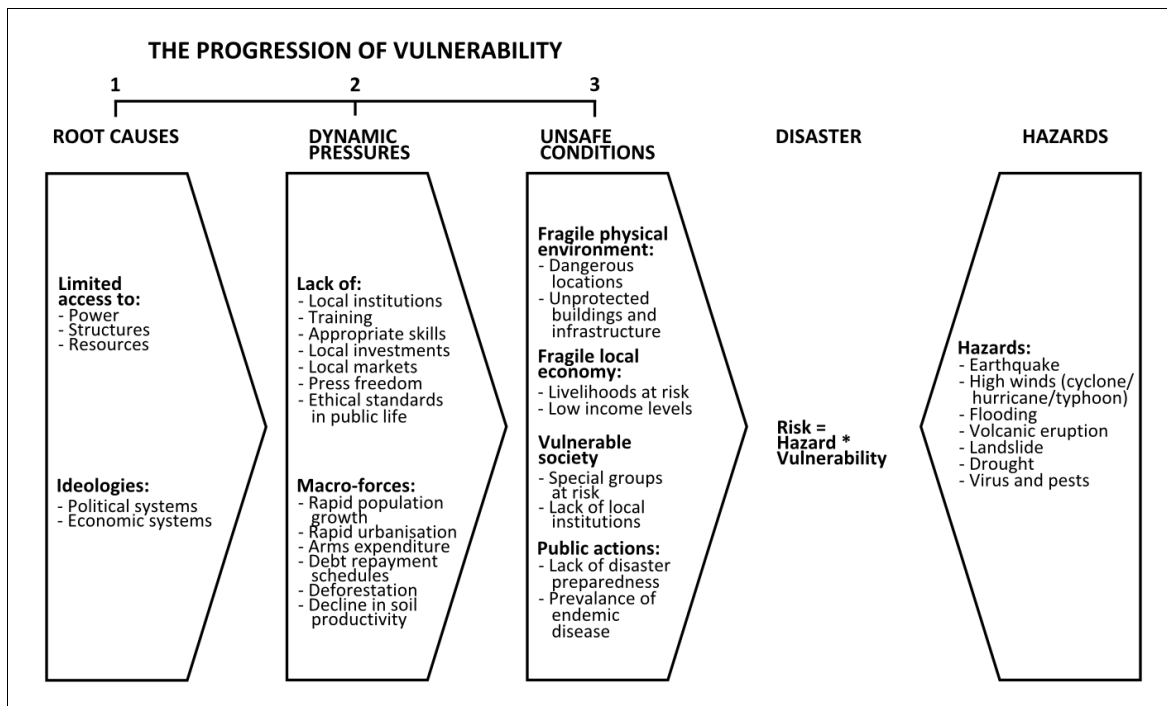 THE PROGRESSION OF VULNERABILITY
1
2
3
ROOT CAUSES
DYNAMIC
PRESSURES
UNSAFE
CONDITIONS
DISASTER
HAZARDS
Limited
access to:
- Power
- Structures
- Resources
Ideologies:
- Political systems
- Economic systems
Lack of:
- Local institutions
- Training
- Appropriate skills
- Local investments
- Local markets
- Press freedom
- Ethical standards
in public life
Macro-forces:
- Rapid population
growth
- Rapid urbanisation
- Arms expenditure
- Debt repayment
schedules
- Deforestation
- Decline in soil
productivity
Fragile physical
environment:
- Dangerous
locations
- Unprotected
buildings and
infrastructure
Fragile local
economy:
- Livelihoods at risk
- Low income levels
Vulnerable
society
- Special groups
at risk
- Lack of local
institutions
Public actions:
- Lack of disaster
preparedness
- Prevalance of
endemic
disease
Risk =
Hazard *
Vulnerability
Hazards:
- Earthquake
- High winds (cyclone/
hurricane/typhoon)
- Flooding
- Volcanic eruption
- Landslide
- Drought
- Virus and pests